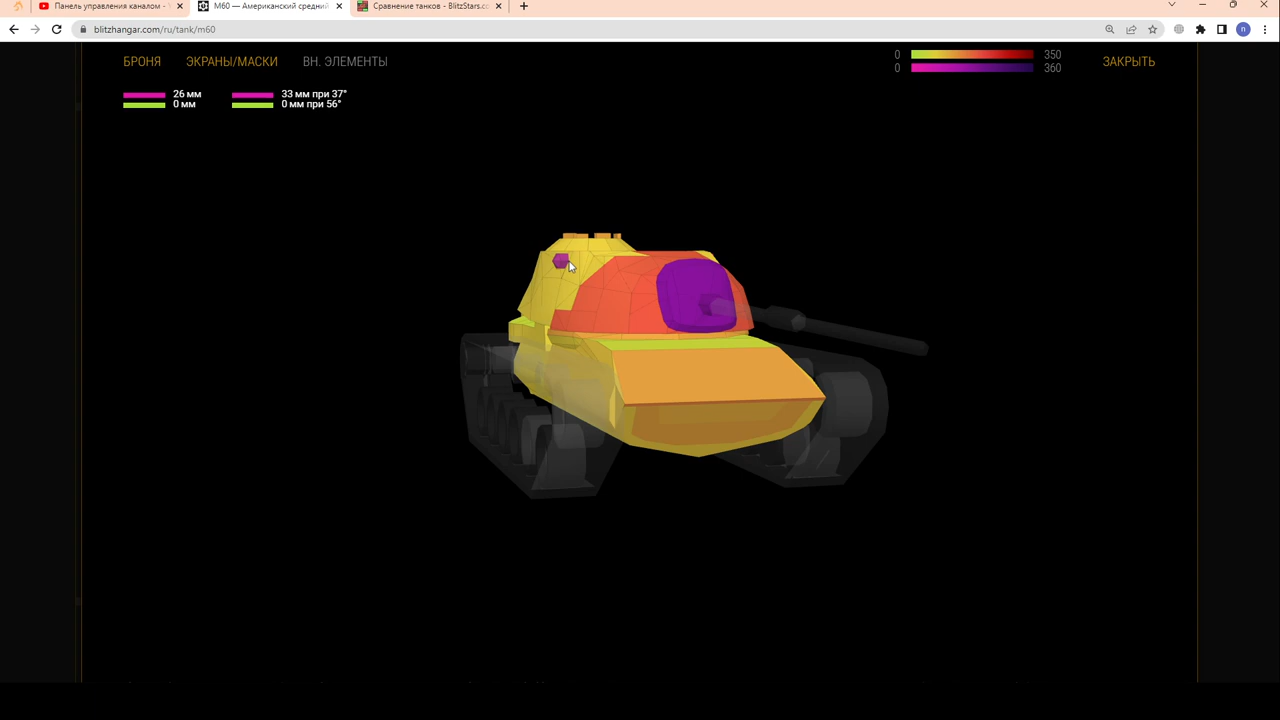 Панель управления каналом -
M60 — Американский средний
Сравнение танков - BlitzStars.co
blitzhangar.com/ru/tank/m60
n
БРОНЯ ЭКРАНЫ/МАСКИ ВН. ЭЛЕМЕНТЫ
0 350
0 360
ЗАКРЫТЬ
26 мм 33 мм при 37°
0 мм 0 мм при 56°